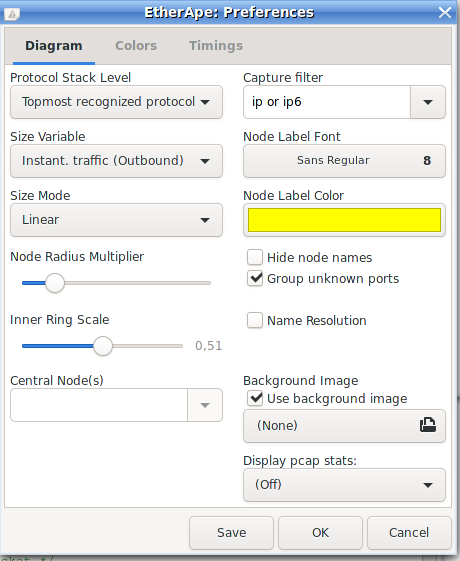 EtherApe: Preferences
Diagram Colors Timings
Protocol Stack Level
Topmost recognized protocol
Capture filter
ip or ip6
Size Variable
Instant. traffic (Outbound)
Node Label Font
Sans Regular 8
Size Mode
Linear
Node Label Color
Node Radius Multiplier
Hide node names
Group unknown ports
Inner Ring Scale
0,51
Name Resolution
Central Node(s)
Background Image
Use background image
(None)
Display pcap stats:
(Off)
Save OK Cancel